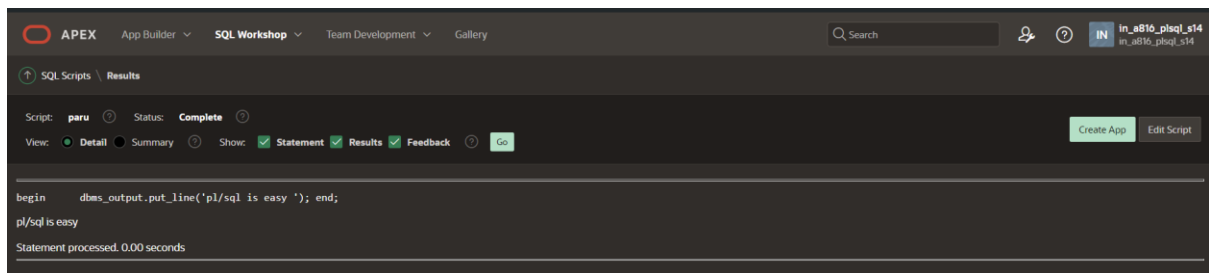 APEX App Builder SQL Workshop Team Development Gallery Search IN in_a816_plsql_s14
in_a816_plsql_s14
SQL Scripts \ Results
Script: paru ? Status: Complete ?
View: Detail Summary ? Show: Statement Results Feedback ? Go Create App Edit Script
begin dbms_output.put_line('pl/sql is easy '); end;
pl/sql is easy
Statement processed. 0.00 seconds